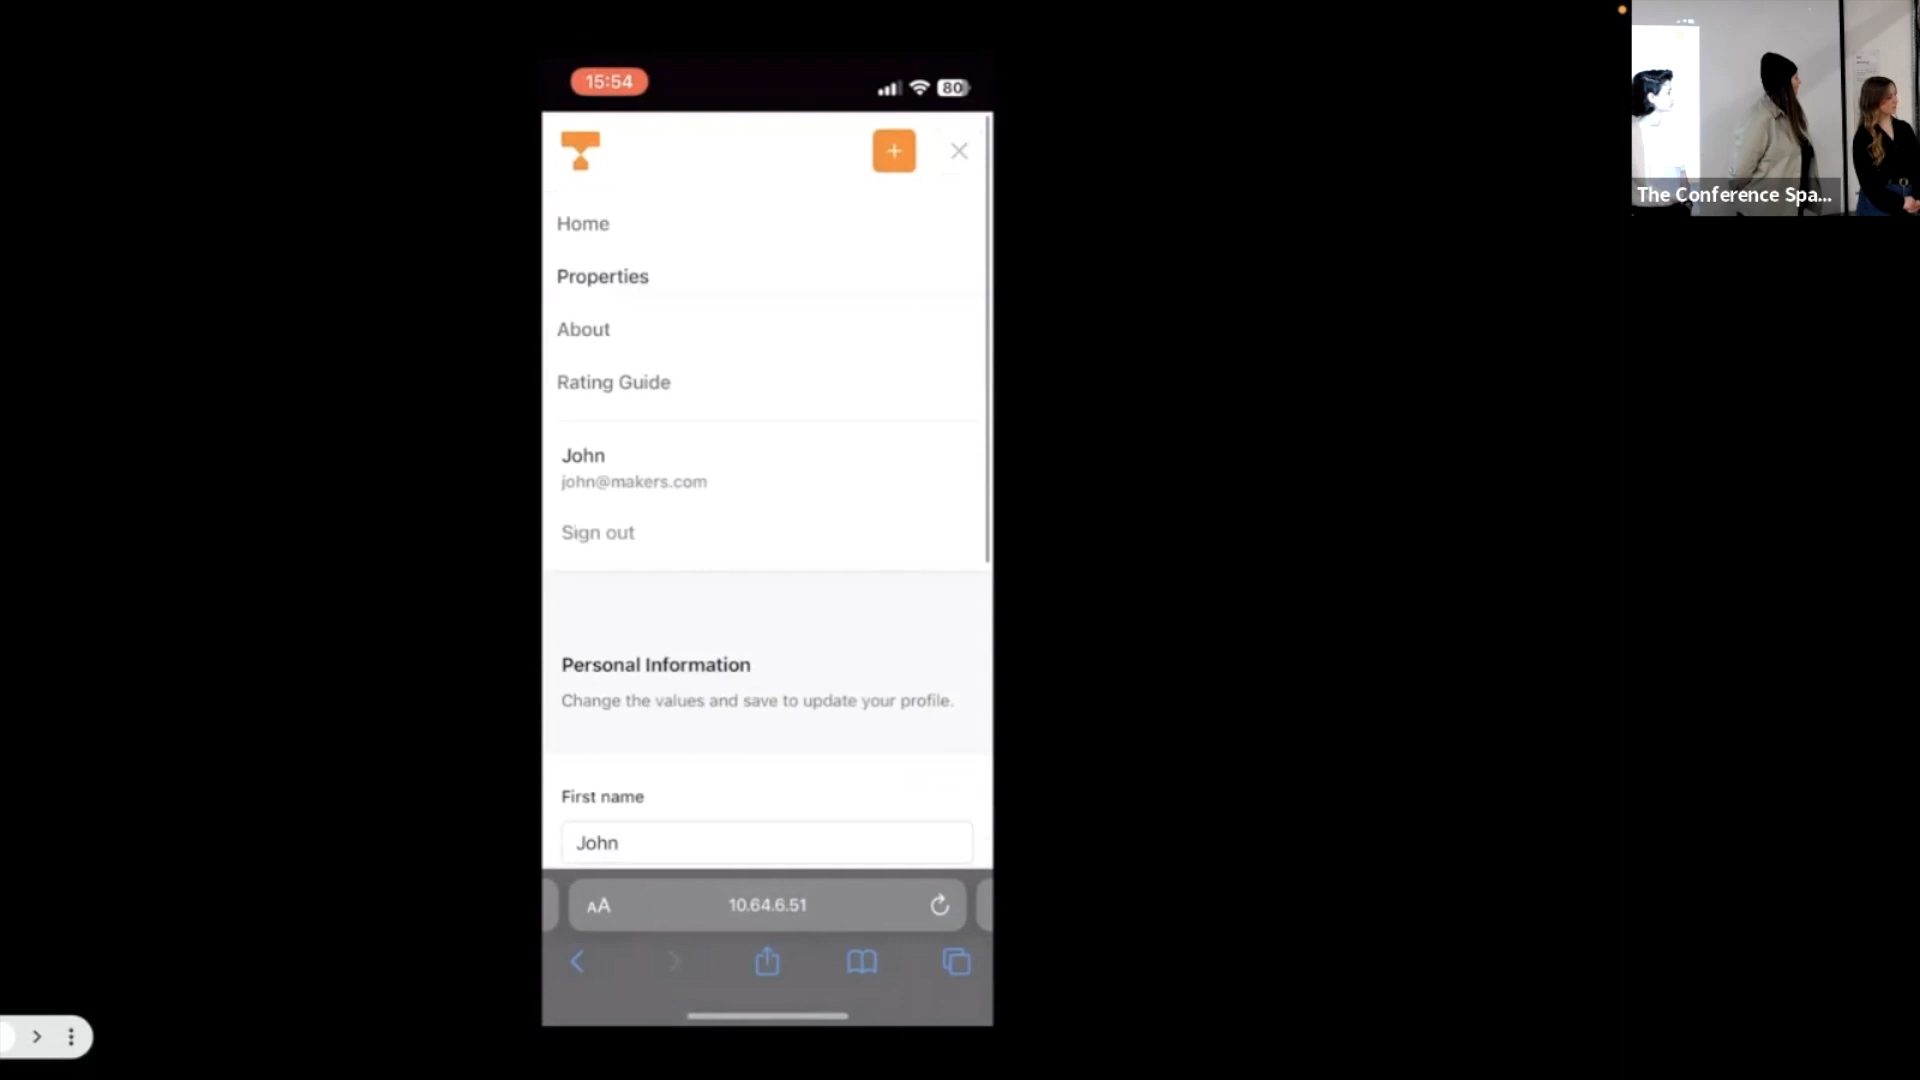 15:54
80
+
Home
Properties
About
Rating Guide
John
john@makers.com
Sign out
Personal Information
Change the values and save to update your profile.
First name
John
AA
10.64.6.51
The Conference Spa...